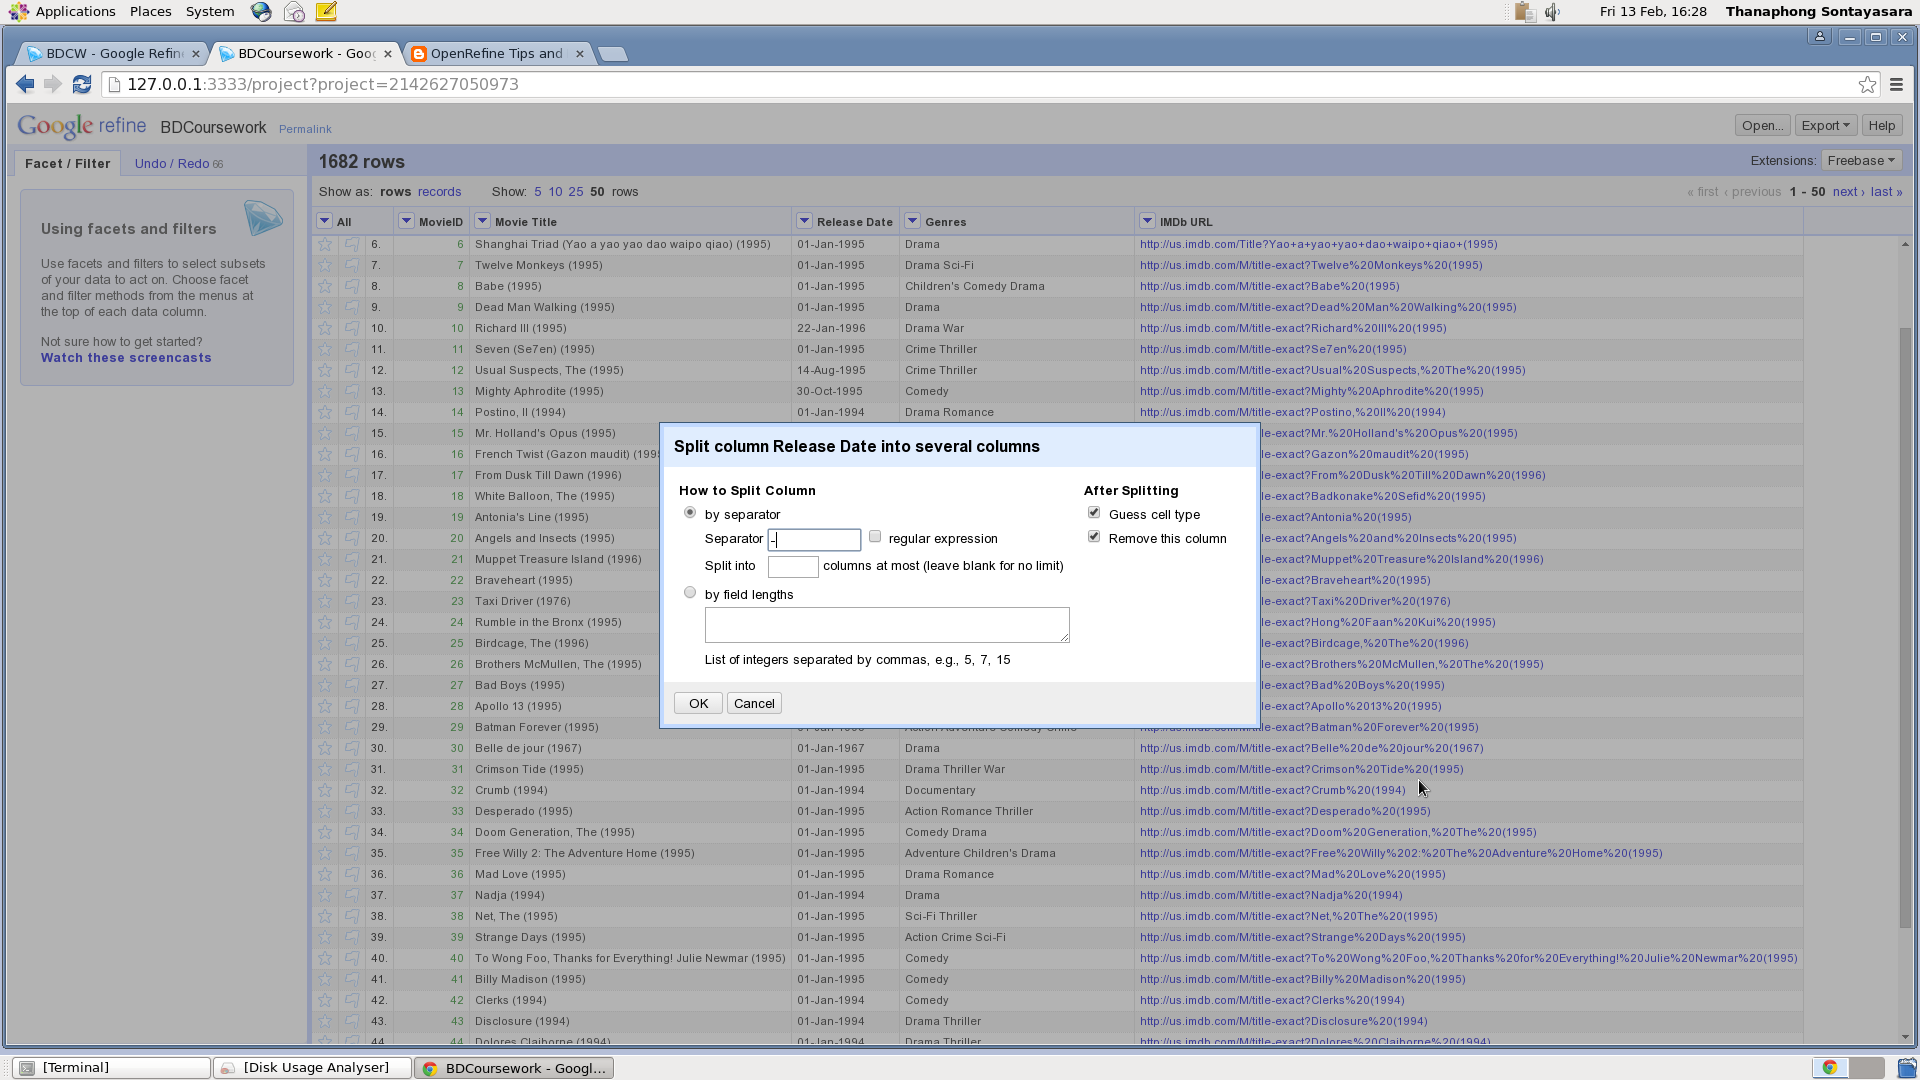 Applications Places System Fri 13 Feb, 16:28 Thanaphong Sontayasara
BDCW - Google Refin BDCoursework - Goog OpenRefine Tips and
127.0.0.1:3333/project?project=2142627050973
Google refine BDCoursework Permalink Open... Export Help
Facet / Filter Undo / Redo 66 1682 rows Extensions: Freebase
Show as: rows records Show: 5 10 25 50 rows « first ‹ previous 1 - 50 next › last »
All MovieID Movie Title Release Date Genres IMDb URL
Using facets and filters
Use facets and filters to select subsets
of your data to act on. Choose facet
and filter methods from the menus at
the top of each data column.
Not sure how to get started?
Watch these screencasts
6. 6 Shanghai Triad (Yao a yao yao dao waipo qiao) (1995) 01-Jan-1995 Drama http://us.imdb.com/Title?Yao+a+yao+yao+dao+waipo+qiao+(1995)
7. 7 Twelve Monkeys (1995) 01-Jan-1995 Drama Sci-Fi http://us.imdb.com/M/title-exact?Twelve%20Monkeys%20(1995)
8. 8 Babe (1995) 01-Jan-1995 Children's Comedy Drama http://us.imdb.com/M/title-exact?Babe%20(1995)
9. 9 Dead Man Walking (1995) 01-Jan-1995 Drama http://us.imdb.com/M/title-exact?Dead%20Man%20Walking%20(1995)
10. 10 Richard III (1995) 22-Jan-1996 Drama War http://us.imdb.com/M/title-exact?Richard%20III%20(1995)
11. 11 Seven (Se7en) (1995) 01-Jan-1995 Crime Thriller http://us.imdb.com/M/title-exact?Se7en%20(1995)
12. 12 Usual Suspects, The (1995) 14-Aug-1995 Crime Thriller http://us.imdb.com/M/title-exact?Usual%20Suspects,%20The%20(1995)
13. 13 Mighty Aphrodite (1995) 30-Oct-1995 Comedy http://us.imdb.com/M/title-exact?Mighty%20Aphrodite%20(1995)
14. 14 Postino, Il (1994) 01-Jan-1994 Drama Romance http://us.imdb.com/M/title-exact?Postino,%20Il%20(1994)
15. 15 Mr. Holland's Opus (1995) le-exact?Mr.%20Holland's%20Opus%20(1995)
16. 16 French Twist (Gazon maudit) (199 le-exact?Gazon%20maudit%20(1995)
17. 17 From Dusk Till Dawn (1996) le-exact?From%20Dusk%20Till%20Dawn%20(1996)
18. 18 White Balloon, The (1995) le-exact?Badkonake%20Sefid%20(1995)
19. 19 Antonia's Line (1995) le-exact?Antonia%20(1995)
20. 20 Angels and Insects (1995) le-exact?Angels%20and%20Insects%20(1995)
21. 21 Muppet Treasure Island (1996) le-exact?Muppet%20Treasure%20Island%20(1996)
22. 22 Braveheart (1995) le-exact?Braveheart%20(1995)
23. 23 Taxi Driver (1976) le-exact?Taxi%20Driver%20(1976)
24. 24 Rumble in the Bronx (1995) le-exact?Hong%20Faan%20Kui%20(1995)
25. 25 Birdcage, The (1996) le-exact?Birdcage,%20The%20(1996)
26. 26 Brothers McMullen, The (1995) le-exact?Brothers%20McMullen,%20The%20(1995)
27. 27 Bad Boys (1995) le-exact?Bad%20Boys%20(1995)
28. 28 Apollo 13 (1995) le-exact?Apollo%2013%20(1995)
29. 29 Batman Forever (1995) le-exact?Batman%20Forever%20(1995)
Split column Release Date into several columns
How to Split Column After Splitting
by separator Guess cell type
Separator - regular expression Remove this column
Split into columns at most (leave blank for no limit)
by field lengths
List of integers separated by commas, e.g., 5, 7, 15
OK Cancel
30. 30 Belle de jour (1967) 01-Jan-1967 Drama http://us.imdb.com/M/title-exact?Belle%20de%20jour%20(1967)
31. 31 Crimson Tide (1995) 01-Jan-1995 Drama Thriller War http://us.imdb.com/M/title-exact?Crimson%20Tide%20(1995)
32. 32 Crumb (1994) 01-Jan-1994 Documentary http://us.imdb.com/M/title-exact?Crumb%20(1994)
33. 33 Desperado (1995) 01-Jan-1995 Action Romance Thriller http://us.imdb.com/M/title-exact?Desperado%20(1995)
34. 34 Doom Generation, The (1995) 01-Jan-1995 Comedy Drama http://us.imdb.com/M/title-exact?Doom%20Generation,%20The%20(1995)
35. 35 Free Willy 2: The Adventure Home (1995) 01-Jan-1995 Adventure Children's Drama http://us.imdb.com/M/title-exact?Free%20Willy%202:%20The%20Adventure%20Home%20(1995)
36. 36 Mad Love (1995) 01-Jan-1995 Drama Romance http://us.imdb.com/M/title-exact?Mad%20Love%20(1995)
37. 37 Nadja (1994) 01-Jan-1994 Drama http://us.imdb.com/M/title-exact?Nadja%20(1994)
38. 38 Net, The (1995) 01-Jan-1995 Sci-Fi Thriller http://us.imdb.com/M/title-exact?Net,%20The%20(1995)
39. 39 Strange Days (1995) 01-Jan-1995 Action Crime Sci-Fi http://us.imdb.com/M/title-exact?Strange%20Days%20(1995)
40. 40 To Wong Foo, Thanks for Everything! Julie Newmar (1995) 01-Jan-1995 Comedy http://us.imdb.com/M/title-exact?To%20Wong%20Foo,%20Thanks%20for%20Everything!%20Julie%20Newmar%20(1995)
41. 41 Billy Madison (1995) 01-Jan-1995 Comedy http://us.imdb.com/M/title-exact?Billy%20Madison%20(1995)
42. 42 Clerks (1994) 01-Jan-1994 Comedy http://us.imdb.com/M/title-exact?Clerks%20(1994)
43. 43 Disclosure (1994) 01-Jan-1994 Drama Thriller http://us.imdb.com/M/title-exact?Disclosure%20(1994)
44. 44 Dolores Claiborne (1994) 01-Jan-1994 Drama Thriller http://us.imdb.com/M/title-exact?Dolores%20Claiborne%20(1994)
[Terminal] [Disk Usage Analyser] BDCoursework - Googl...